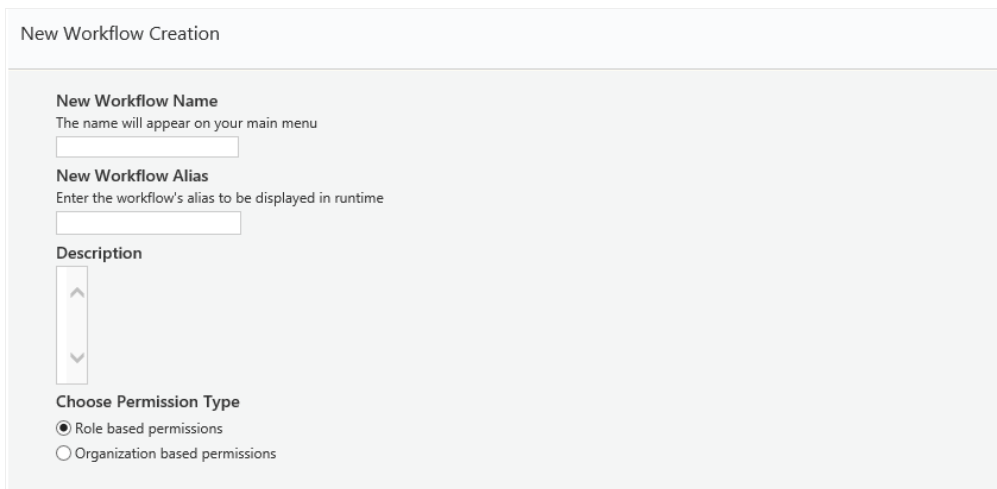 New Workflow Creation
New Workflow Name
The name will appear on your main menu
New Workflow Alias
Enter the workflow's alias to be displayed in runtime
Description
Choose Permission Type
Role based permissions
Organization based permissions